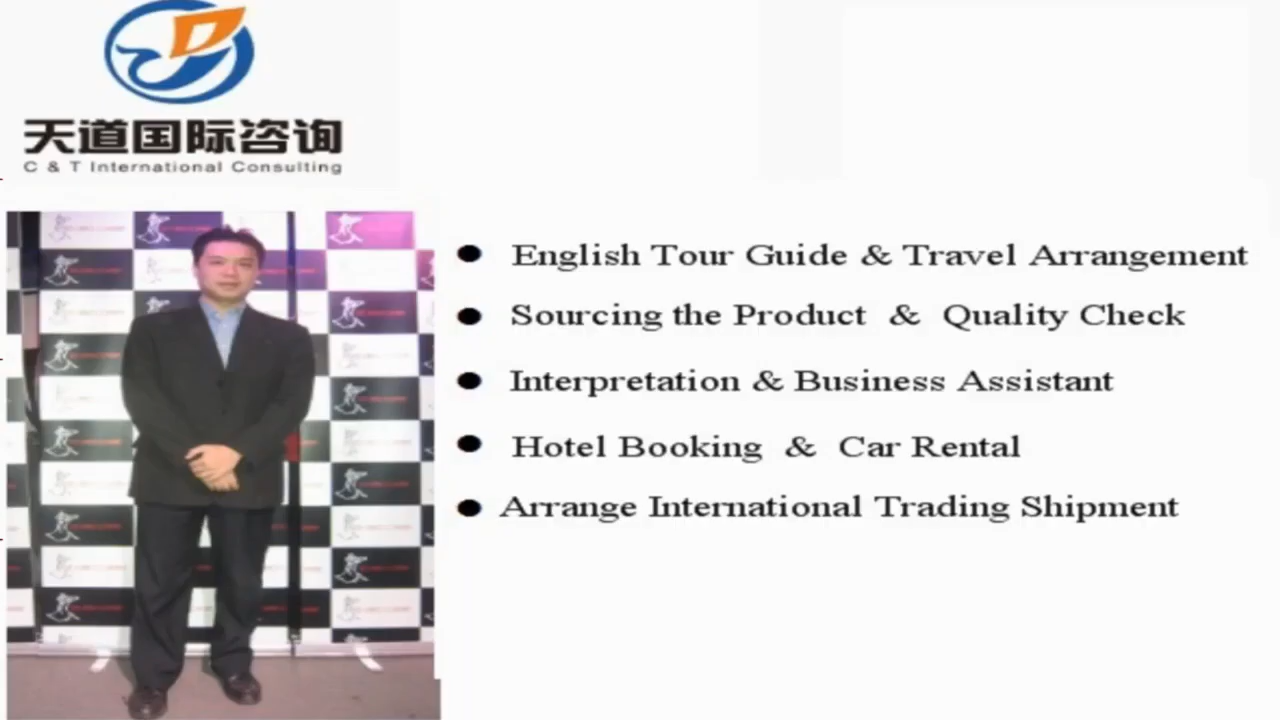 天道国际咨询
C & T International Consulting
English Tour Guide & Travel Arrangement
Sourcing the Product & Quality Check
Interpretation & Business Assistant
Hotel Booking & Car Rental
Arrange International Trading Shipment